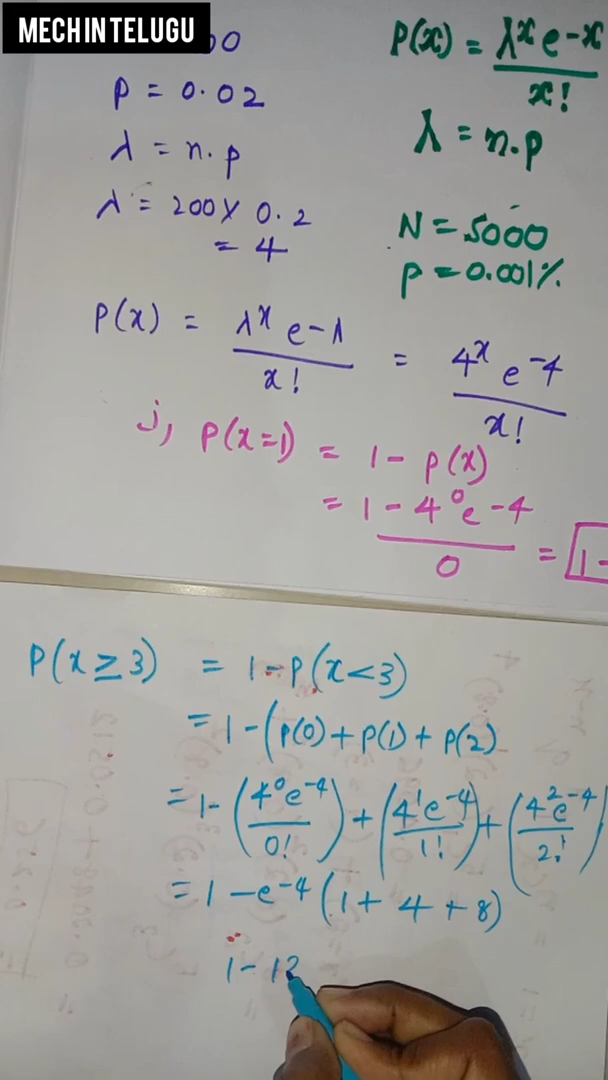 MECH IN TELUGU
00
p = 0.02
λ = n.p
λ = 200 x 0.2
= 4
P(x) = λ^x e^-x / x!
λ = n.p
N = 5000
p = 0.001%
P(x) = λ^x e-λ / x! = 4^x e^-4 / x!
j, P(x=1) = 1 - P(x)
= 1 - 4^0 e^-4 / 0 = 1-
P(x ≥ 3) = 1 - P(x < 3)
= 1 - (P(0) + P(1) + P(2)
= 1 - (4^0 e^-4 / 0!) + (4^1 e^-4 / 1!) + (4^2 e^-4 / 2!)
= 1 - e^-4 (1 + 4 + 8)
1 - 13